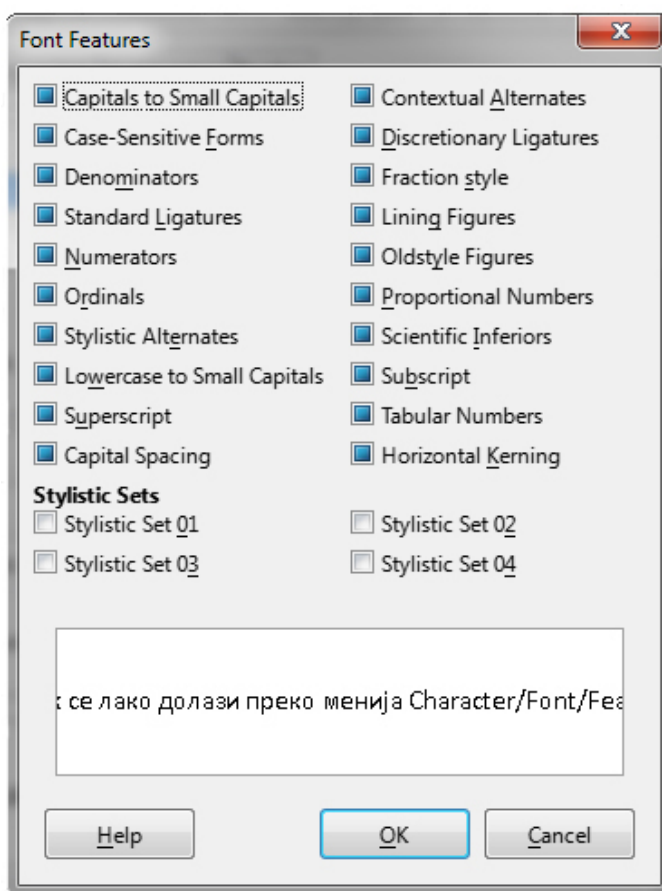 Font Features
Capitals to Small Capitals
Contextual Alternates
Case-Sensitive Forms
Discretionary Ligatures
Denominators
Fraction style
Standard Ligatures
Lining Figures
Numerators
Oldstyle Figures
Ordinals
Proportional Numbers
Stylistic Alternates
Scientific Inferiors
Lowercase to Small Capitals
Subscript
Superscript
Tabular Numbers
Capital Spacing
Horizontal Kerning
Stylistic Sets
Stylistic Set 01
Stylistic Set 02
Stylistic Set 03
Stylistic Set 04
се лако долази преко менија Character/Font/Fea
Help
OK
Cancel